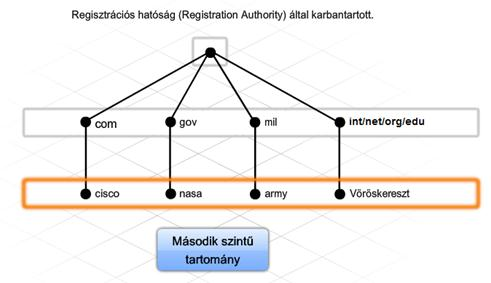 Regisztrációs hatóság (Registration Authority) által karbantartott.
com gov mil int/net/org/edu
cisco nasa army Vöröskereszt
Második szintű
tartomány